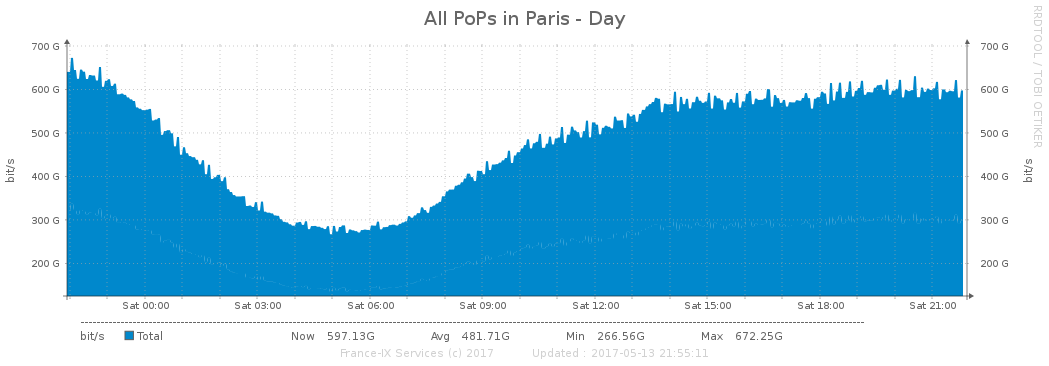 All PoPs in Paris - Day
RRDTOOL / TOBI OETIKER
700 G 700 G
600 G 600 G
500 G 500 G
400 G 400 G
300 G 300 G
200 G 200 G
bit/s bit/s
Sat 00:00 Sat 03:00 Sat 06:00 Sat 09:00 Sat 12:00 Sat 15:00 Sat 18:00 Sat 21:00
bit/s Total Now 597.13G Avg 481.71G Min 266.56G Max 672.25G
France-IX Services (c) 2017 Updated : 2017-05-13 21:55:11